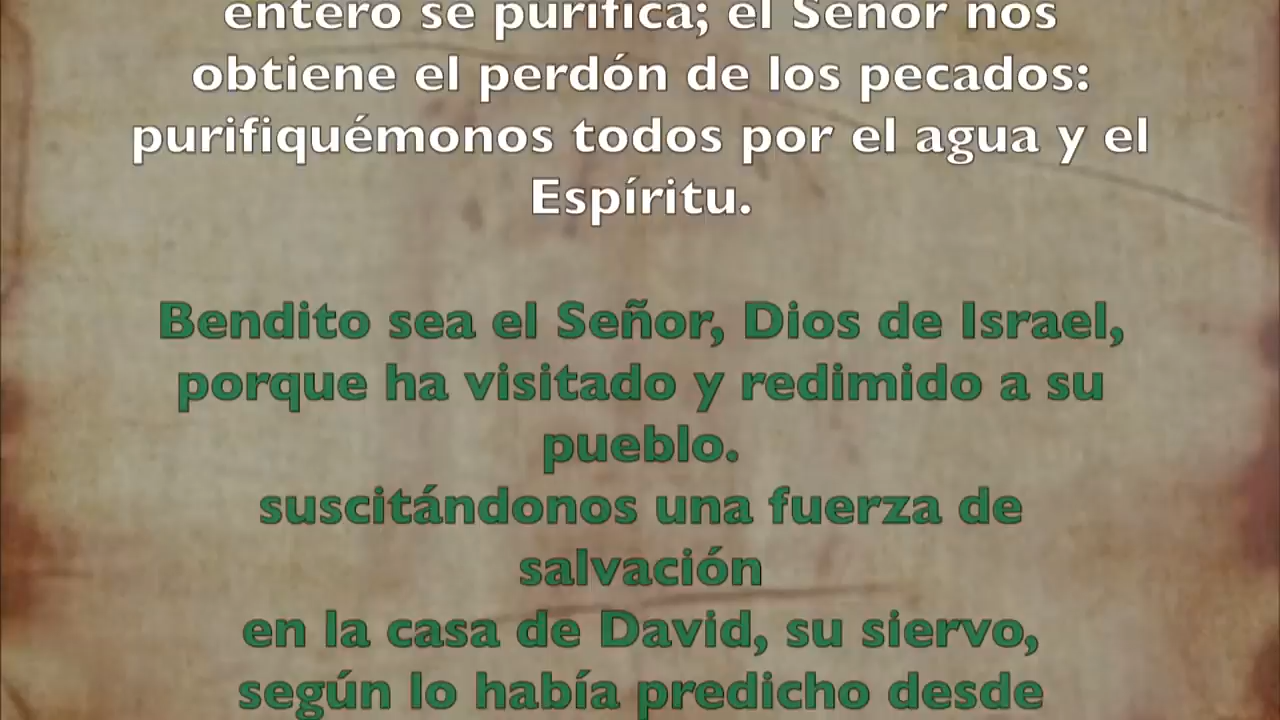 entero se purifica; el Señor nos
obtiene el perdón de los pecados:
purifiquémonos todos por el agua y el
Espíritu.
Bendito sea el Señor, Dios de Israel,
porque ha visitado y redimido a su
pueblo.
suscitándonos una fuerza de
salvación
en la casa de David, su siervo,
según lo había predicho desde